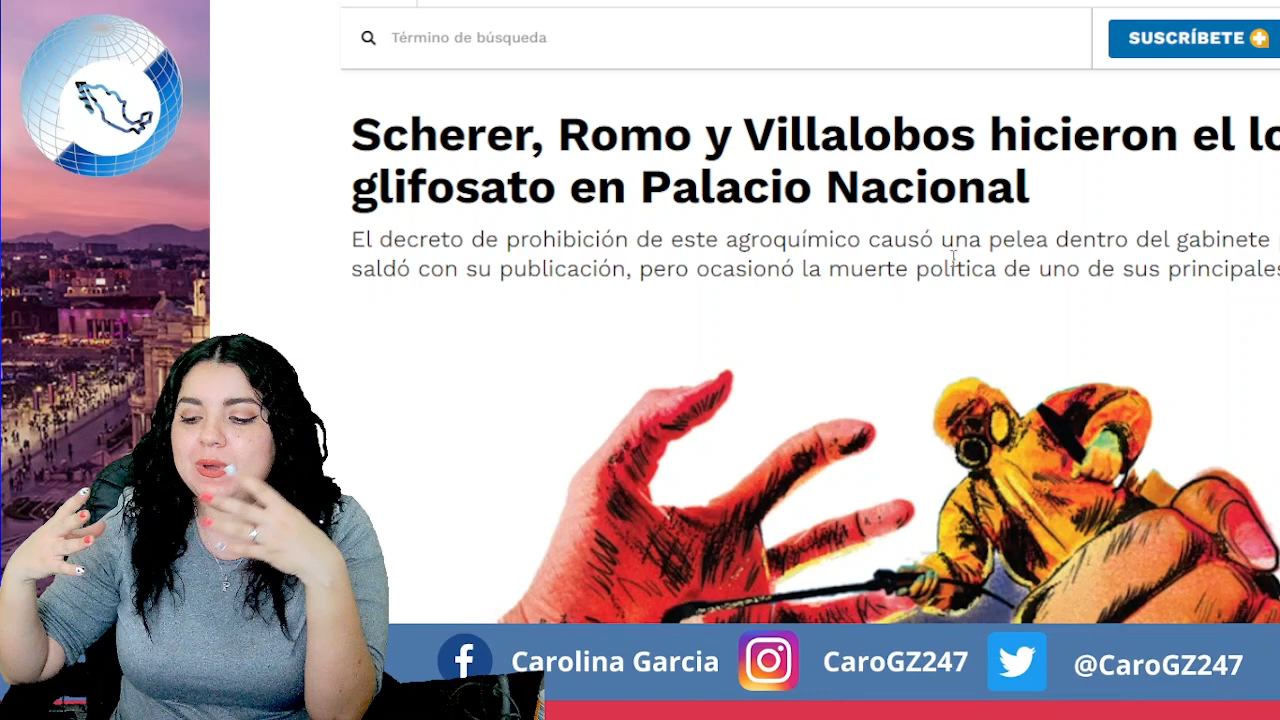 Término de búsqueda
SUSCRÍBETE
Scherer, Romo y Villalobos hicieron el
glifosato en Palacio Nacional
El decreto de prohibición de este agroquímico causó una pelea dentro del gabinete
saldó con su publicación, pero ocasionó la muerte política de uno de sus principales
Carolina Garcia
CaroGZ247
@CaroGZ247